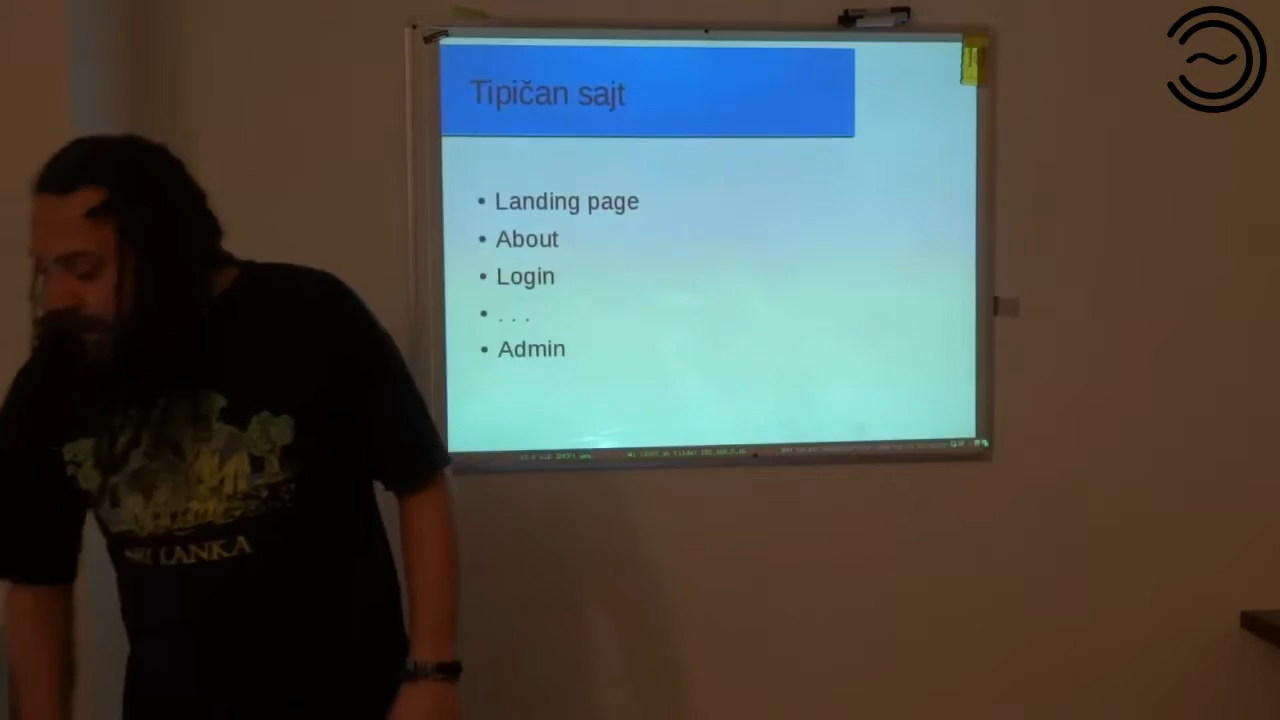 Tipičan sajt
• Landing page
• About
• Login
• . . .
• Admin
SRI LANKA